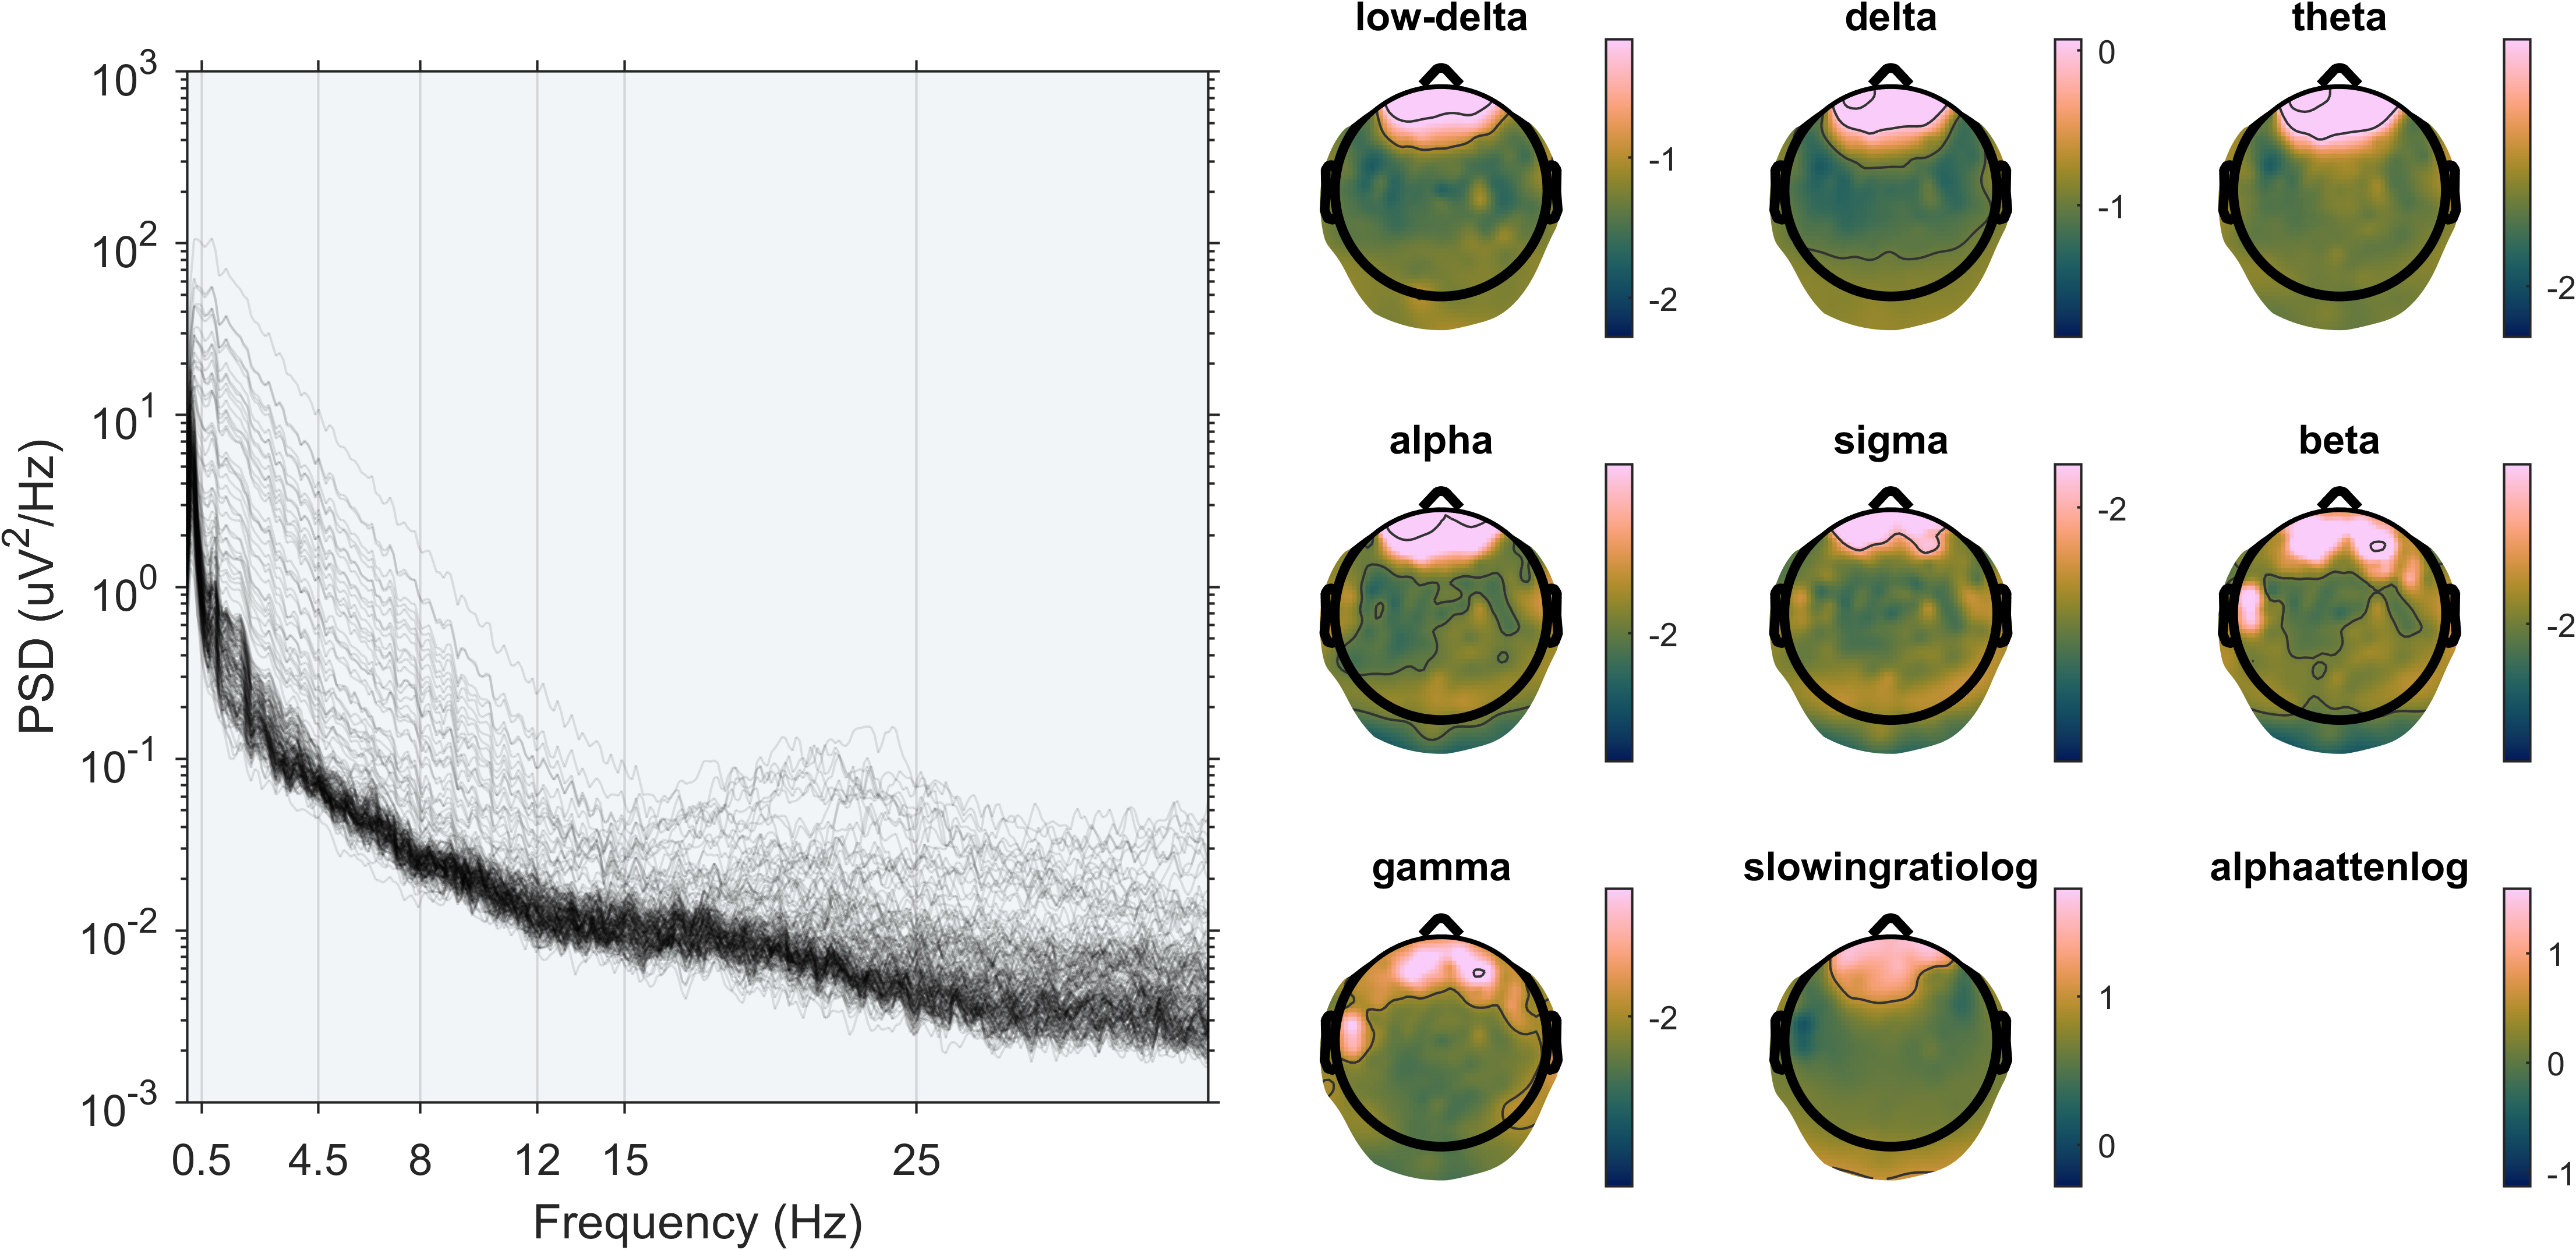 low-delta
delta
theta
10^3
10^2
10^1
10^0
10^-1
10^-2
10^-3
PSD (uV^2/Hz)
0.5 4.5 8 12 15 25
Frequency (Hz)
-1
-2
0
-1
-2
alpha
sigma
beta
-2
-2
-2
gamma
slowingratiolog
alphaattenlog
-2
1
0
1
0
-1